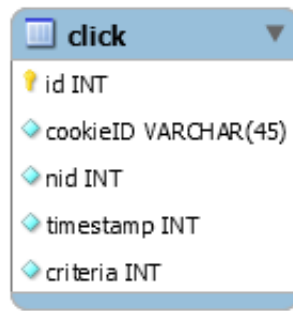 click
id INT
cookieID VARCHAR(45)
nid INT
timestamp INT
criteria INT